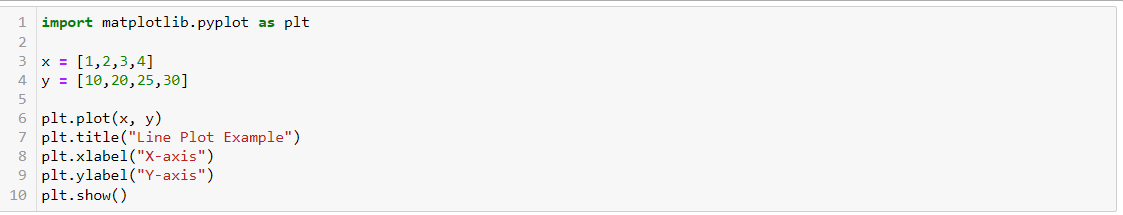 1 import matplotlib.pyplot as plt
2
3 x = [1,2,3,4]
4 y = [10,20,25,30]
5
6 plt.plot(x, y)
7 plt.title("Line Plot Example")
8 plt.xlabel("X-axis")
9 plt.ylabel("Y-axis")
10 plt.show()